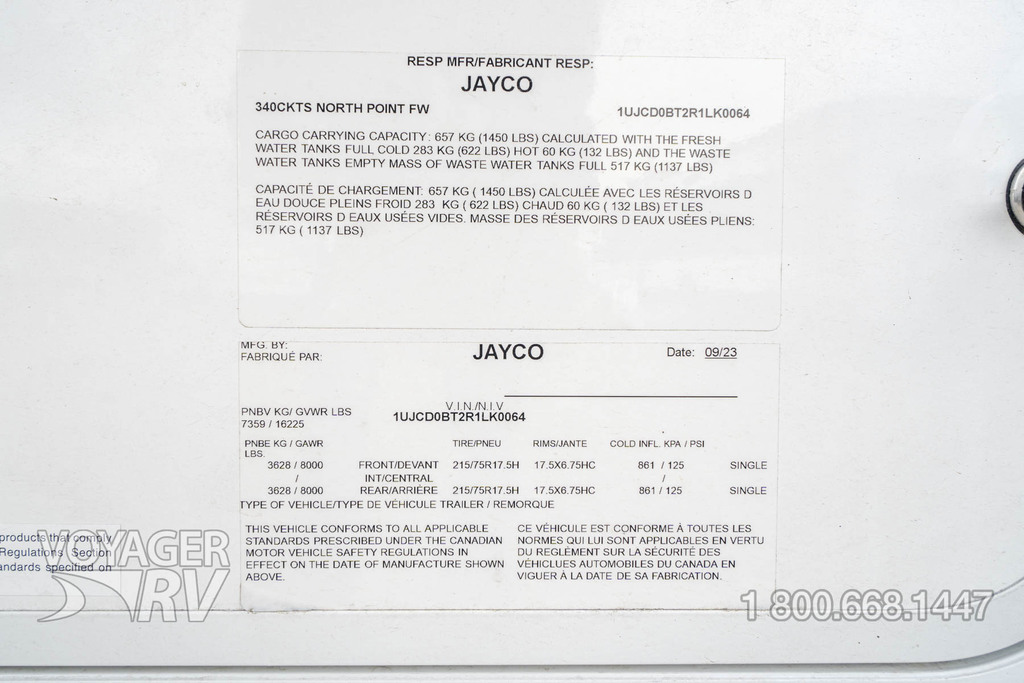 RESP MFR/FABRICANT RESP:
JAYCO
340CKTS NORTH POINT FW 1UJCD0BT2R1LK0064
CARGO CARRYING CAPACITY: 657 KG (1450 LBS) CALCULATED WITH THE FRESH
WATER TANKS FULL COLD 283 KG (622 LBS) HOT 60 KG (132 LBS) AND THE WASTE
WATER TANKS EMPTY MASS OF WASTE WATER TANKS FULL 517 KG (1137 LBS)
CAPACITÉ DE CHARGEMENT: 657 KG ( 1450 LBS) CALCULÉE AVEC LES RÉSERVOIRS D
EAU DOUCE PLEINS FROID 283 KG ( 622 LBS) CHAUD 60 KG ( 132 LBS) ET LES
RÉSERVOIRS D EAUX USÉES VIDES. MASSE DES RÉSERVOIRS D EAUX USÉES PLIENS:
517 KG ( 1137 LBS)
MFG. BY:
FABRIQUÉ PAR: JAYCO Date: 09/23
V.I.N./N.I.V
PNBV KG/ GVWR LBS 1UJCD0BT2R1LK0064
7359 / 16225
PNBE KG / GAWR TIRE/PNEU RIMS/JANTE COLD INFL. KPA / PSI
LBS.
3628 / 8000 FRONT/DEVANT 215/75R17.5H 17.5X6.75HC 861 / 125 SINGLE
/ INT/CENTRAL /
3628 / 8000 REAR/ARRIÈRE 215/75R17.5H 17.5X6.75HC 861 / 125 SINGLE
TYPE OF VEHICLE/TYPE DE VÉHICULE TRAILER / REMORQUE
THIS VEHICLE CONFORMS TO ALL APPLICABLE
STANDARDS PRESCRIBED UNDER THE CANADIAN
MOTOR VEHICLE SAFETY REGULATIONS IN
EFFECT ON THE DATE OF MANUFACTURE SHOWN
ABOVE.
CE VÉHICULE EST CONFORME À TOUTES LES
NORMES QUI LUI SONT APPLICABLES EN VERTU
DU REGLÉMENT SUR LA SÉCURITÉ DES
VÉHICLUES AUTOMOBILES DU CANADA EN
VIGUER À LA DATE DE SA FABRICATION.
products that comply
Regulations, Section
andards specified on
VOYAGER
RV
1 800.668.1447